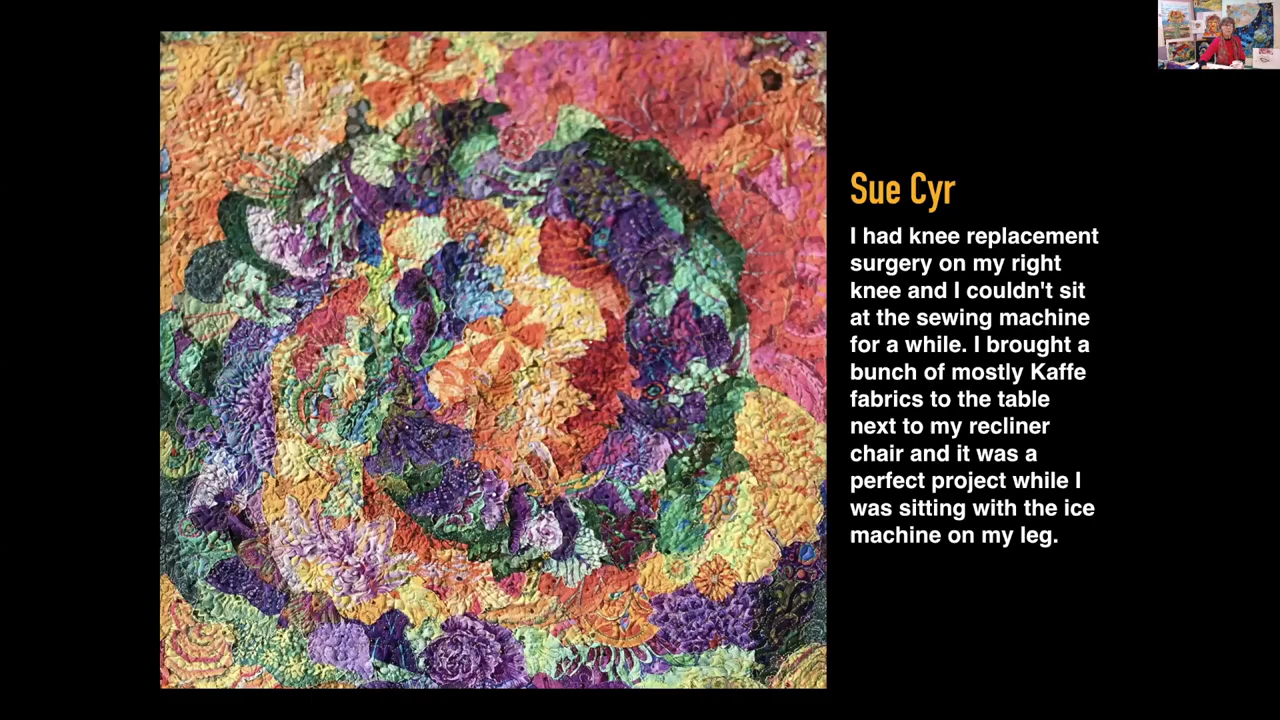 Sue Cyr
I had knee replacement
surgery on my right
knee and I couldn't sit
at the sewing machine
for a while. I brought a
bunch of mostly Kaffe
fabrics to the table
next to my recliner
chair and it was a
perfect project while I
was sitting with the ice
machine on my leg.